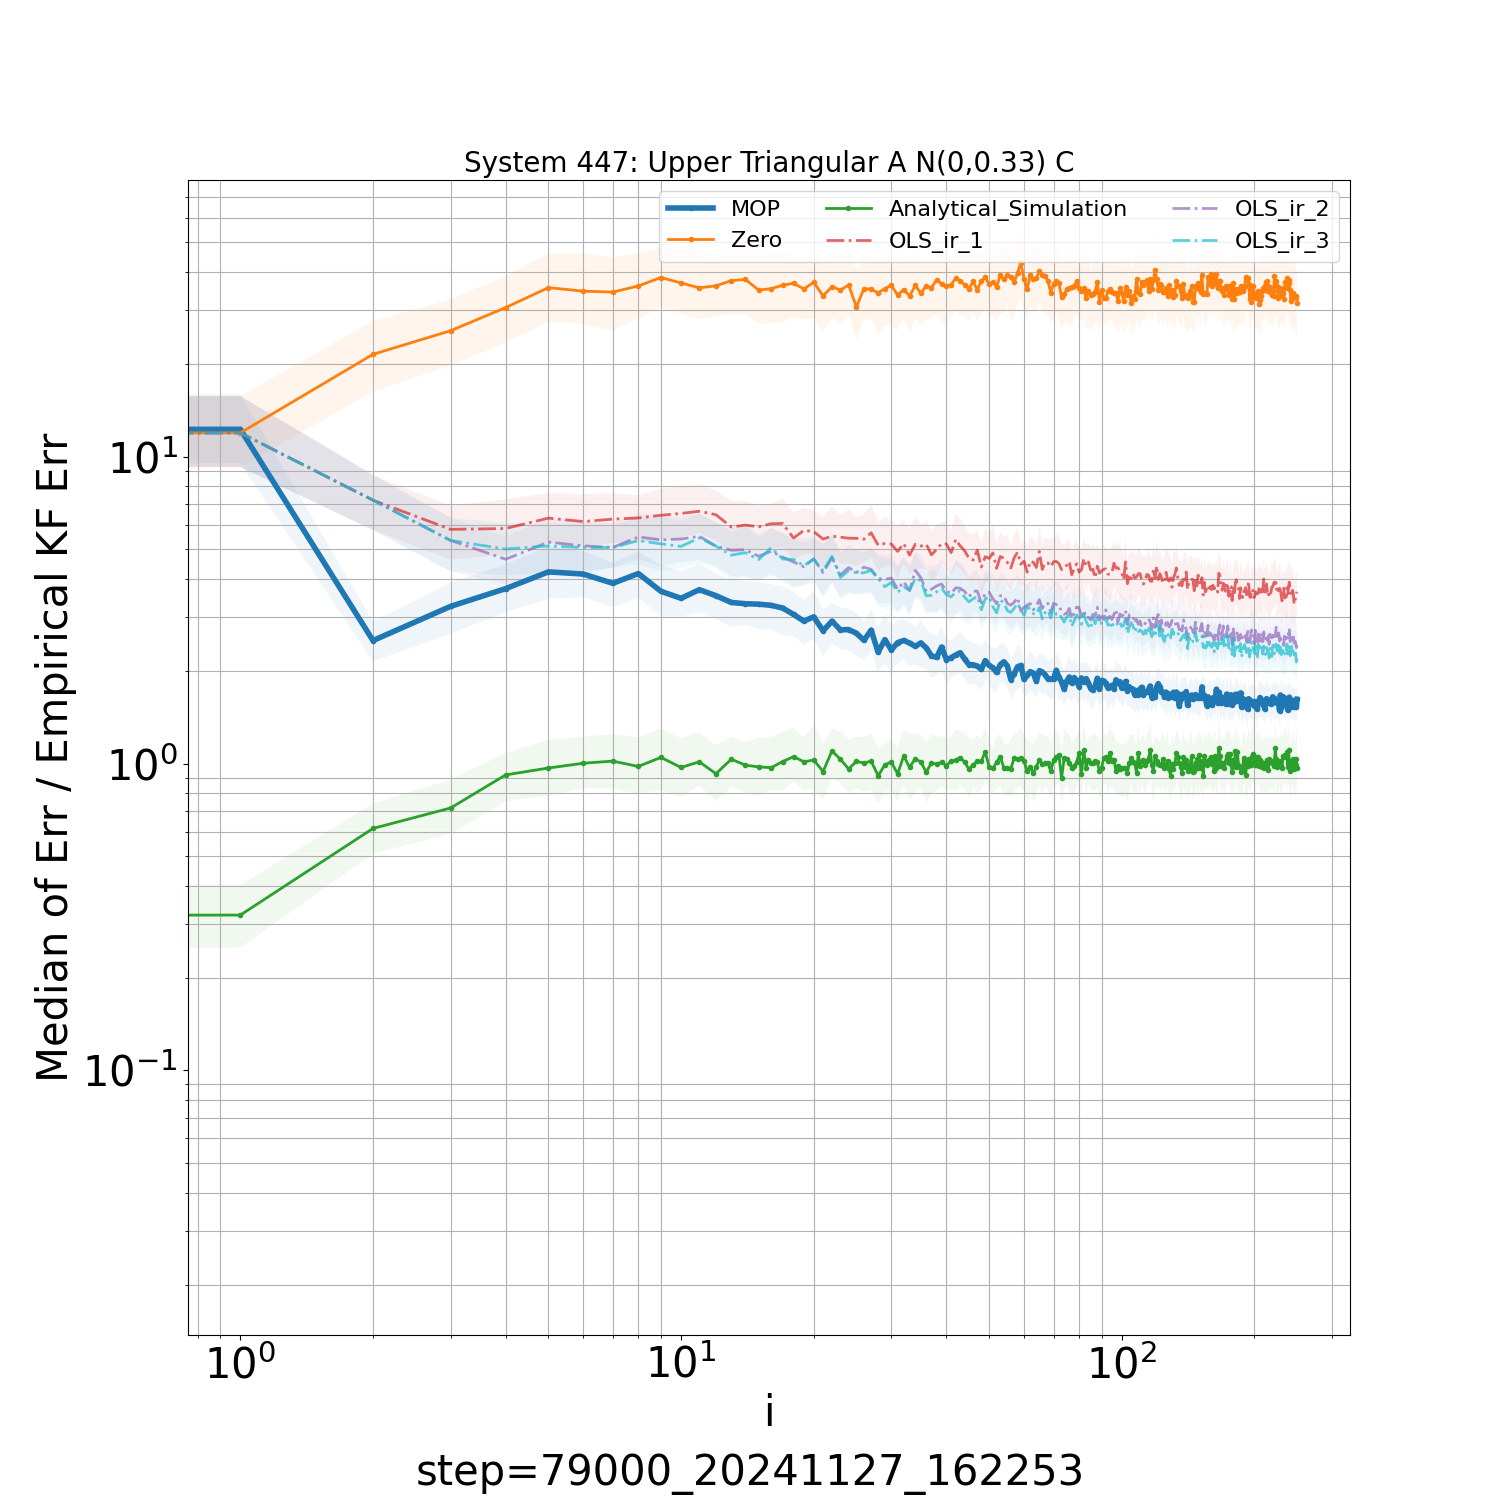 System 447: Upper Triangular A N(0,0.33) C
MOP
Zero
Analytical_Simulation
OLS_ir_1
OLS_ir_2
OLS_ir_3
Median of Err / Empirical KF Err
10¹
10⁰
10⁻¹
10⁰ 10¹ 10²
i
step=79000_20241127_162253